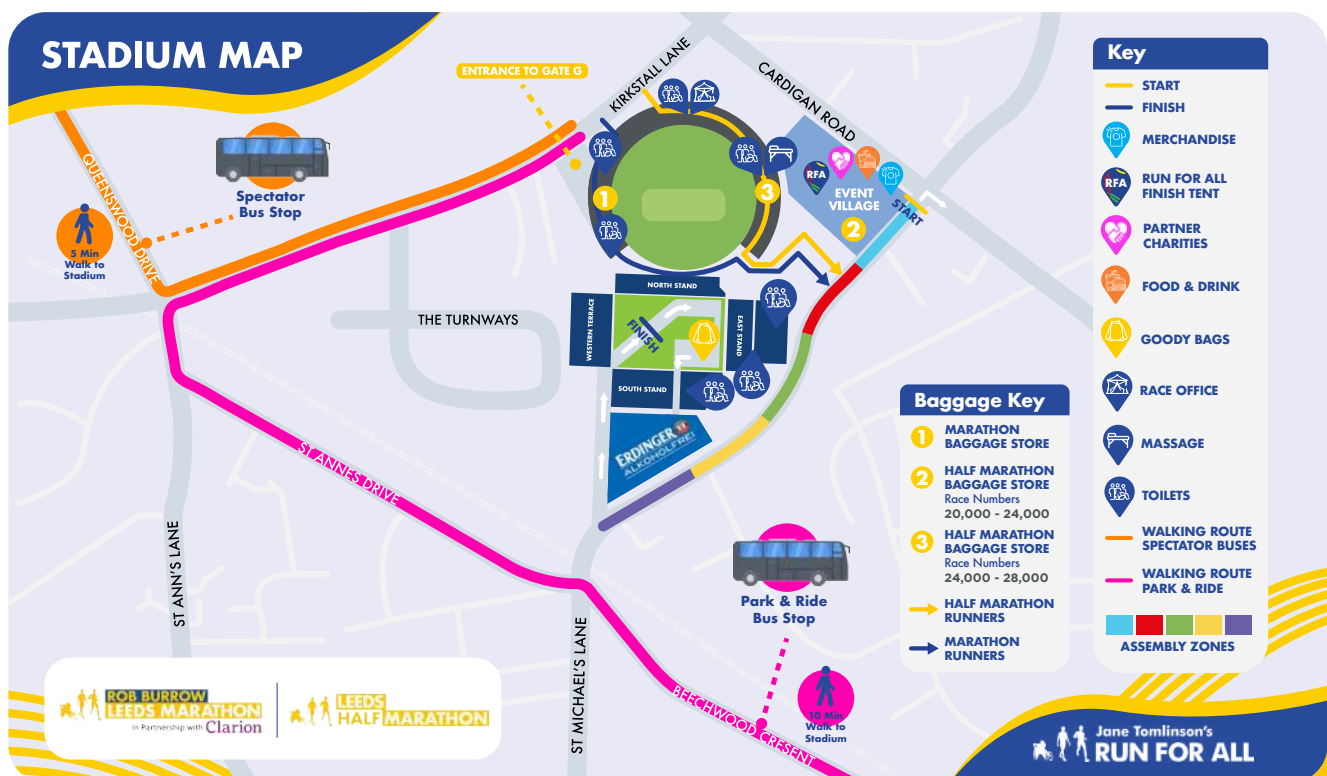 STADIUM MAP
ENTRANCE TO GATE G
KIRKSTALL LANE
CARDIGAN ROAD
QUEENSWOOD DRIVE
Spectator
Bus Stop
5 Min
Walk to
Stadium
1
3
RFA
EVENT
VILLAGE
2
START
THE TURNWAYS
NORTH STAND
WESTERN TERRACE
FINISH
EAST STAND
SOUTH STAND
ERDINGER
ALKOHOLFREI
ST ANNES DRIVE
ST ANN'S LANE
ST MICHAEL'S LANE
Park & Ride
Bus Stop
BEECHWOOD CRESENT
10 Min
Walk to
Stadium
Baggage Key
1 MARATHON
BAGGAGE STORE
2 HALF MARATHON
BAGGAGE STORE
Race Numbers
20,000 - 24,000
3 HALF MARATHON
BAGGAGE STORE
Race Numbers
24,000 - 28,000
HALF MARATHON
RUNNERS
MARATHON
RUNNERS
Key
START
FINISH
MERCHANDISE
RFA RUN FOR ALL
FINISH TENT
PARTNER
CHARITIES
FOOD & DRINK
GOODY BAGS
RACE OFFICE
MASSAGE
TOILETS
WALKING ROUTE
SPECTATOR BUSES
WALKING ROUTE
PARK & RIDE
ASSEMBLY ZONES
ROB BURROW
LEEDS MARATHON
in Partnership with Clarion
LEEDS
HALF MARATHON
Jane Tomlinson's
RUN FOR ALL